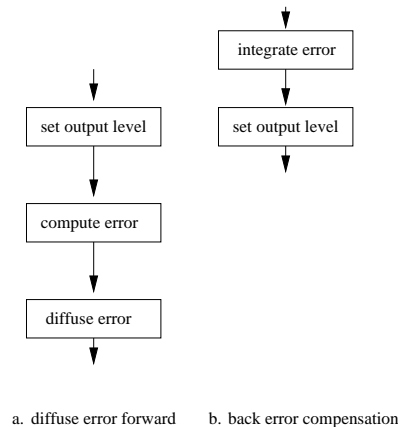 integrate error
set output level
set output level
compute error
diffuse error
a. diffuse error forward
b. back error compensation